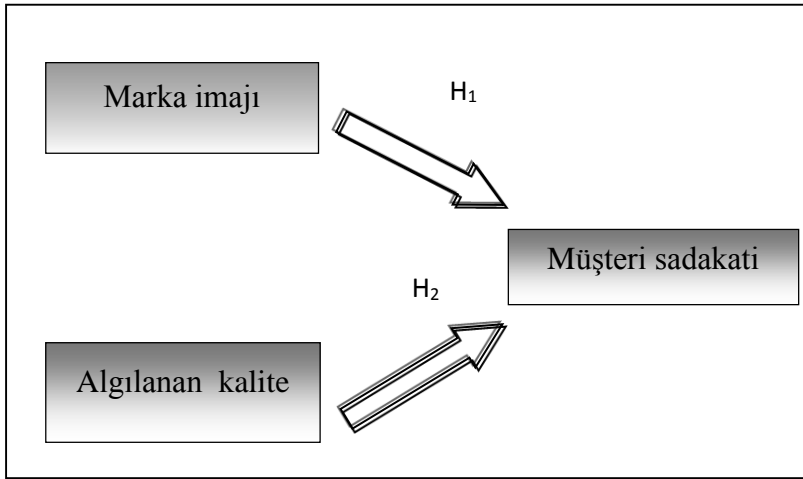 Marka imajı
H₁
Müşteri sadakati
H₂
Algılanan kalite